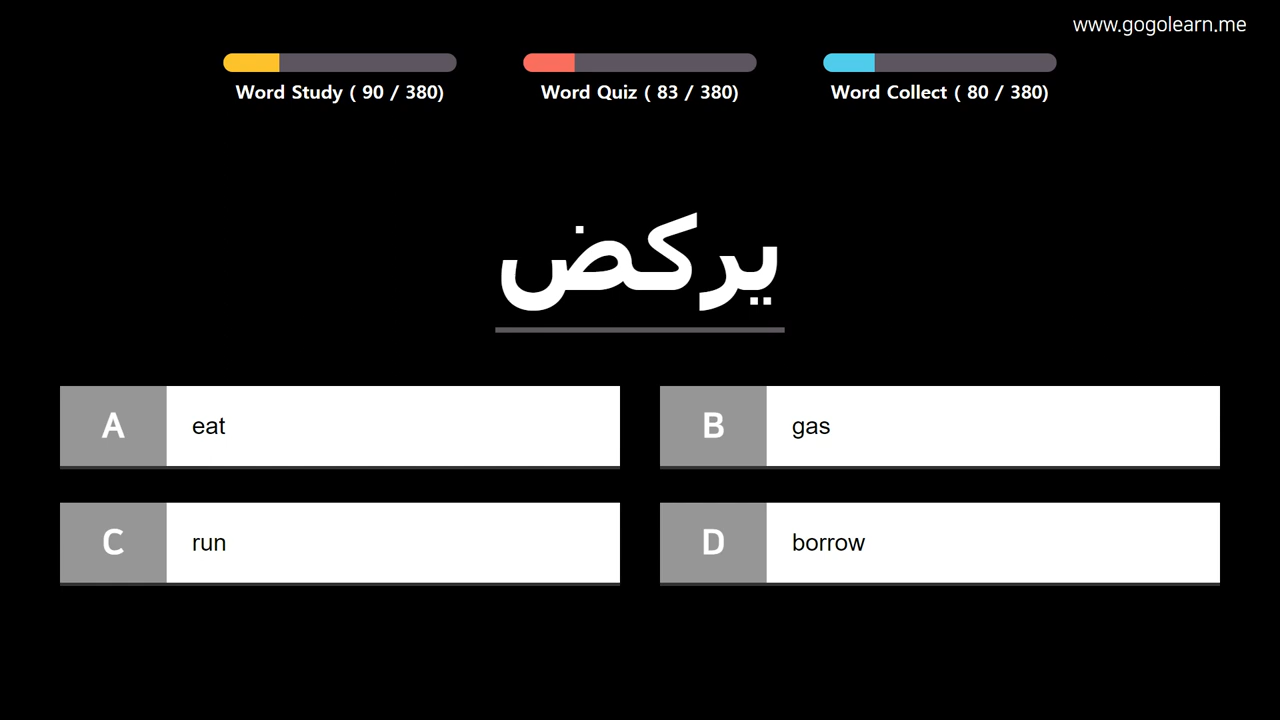 www.gogolearn.me
Word Study ( 90 / 380)
Word Quiz ( 83 / 380)
Word Collect ( 80 / 380)
يركض
A eat
B gas
C run
D borrow